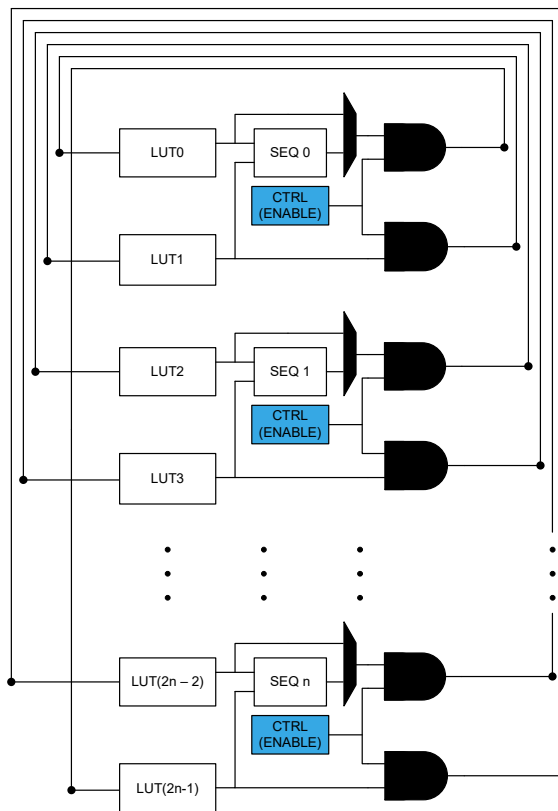 LUT0
SEQ 0
CTRL
(ENABLE)
LUT1
LUT2
SEQ 1
CTRL
(ENABLE)
LUT3
LUT(2n – 2)
SEQ n
CTRL
(ENABLE)
LUT(2n-1)